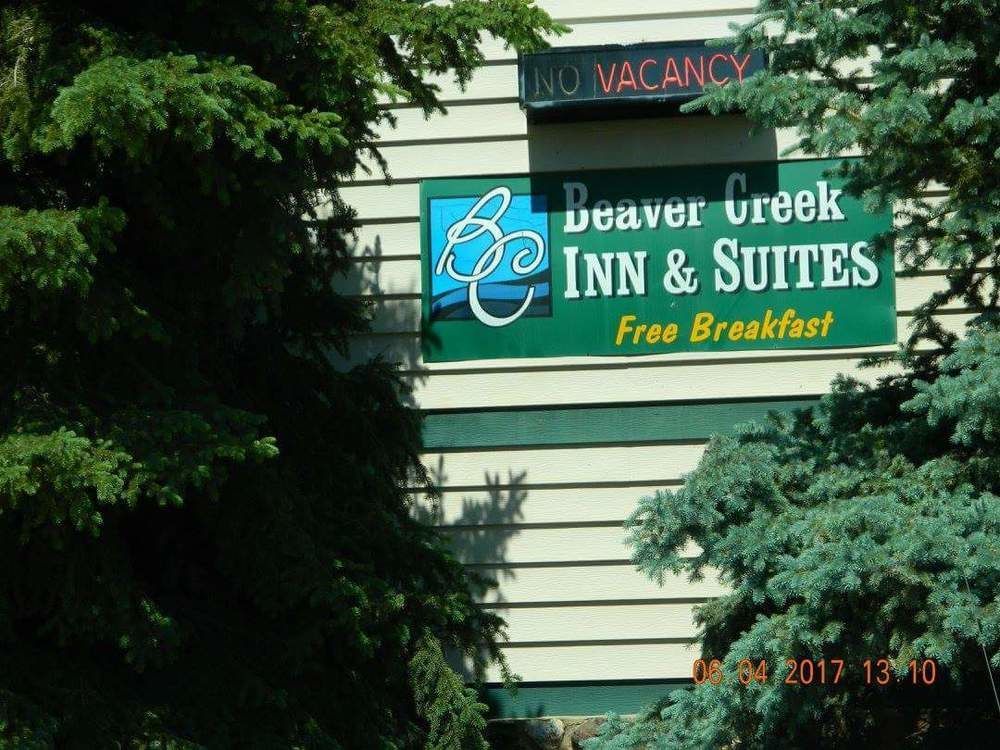 NO VACANCY
BC
Beaver Creek
INN & SUITES
Free Breakfast
06 04 2017 13 10